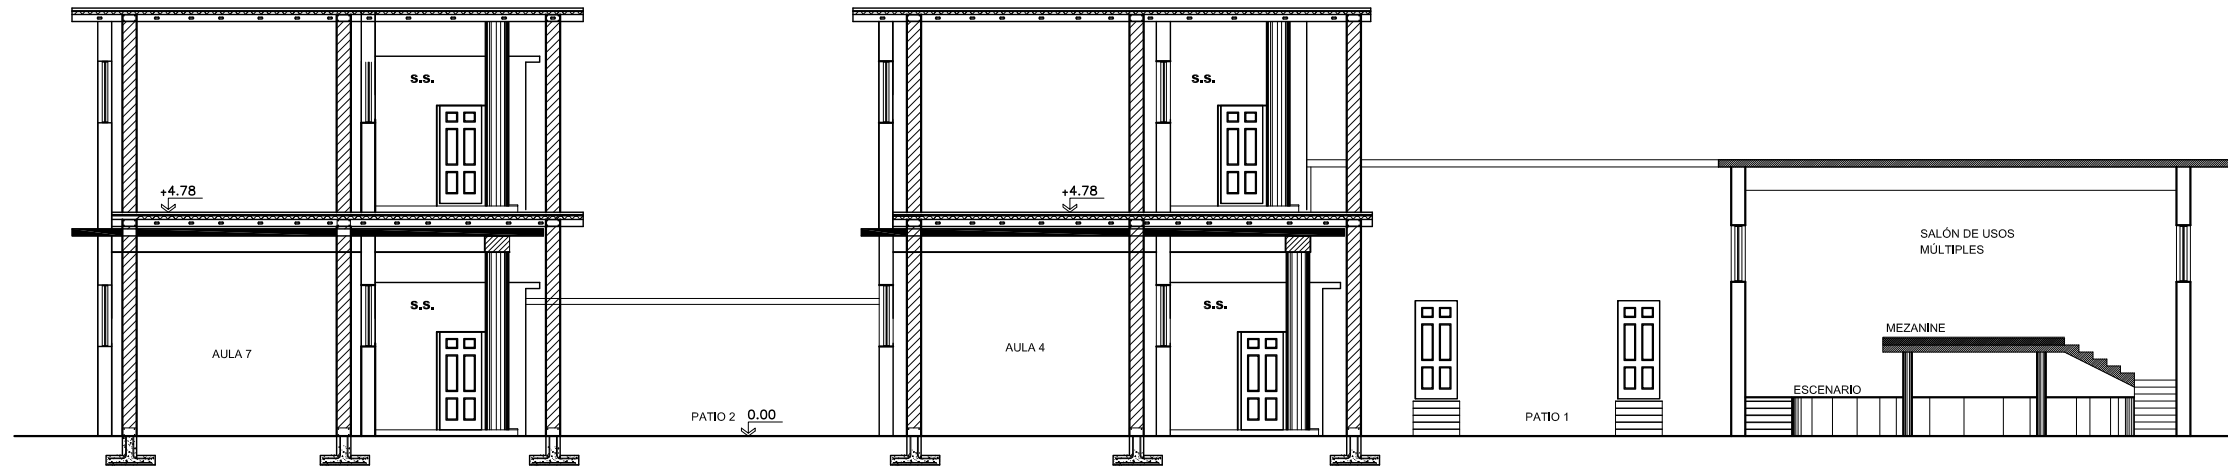 s.s.
s.s.
+4.78
+4.78
SALÓN DE USOS
MÚLTIPLES
s.s.
s.s.
MEZANINE
AULA 7
AULA 4
ESCENARIO
PATIO 2
0.00
PATIO 1